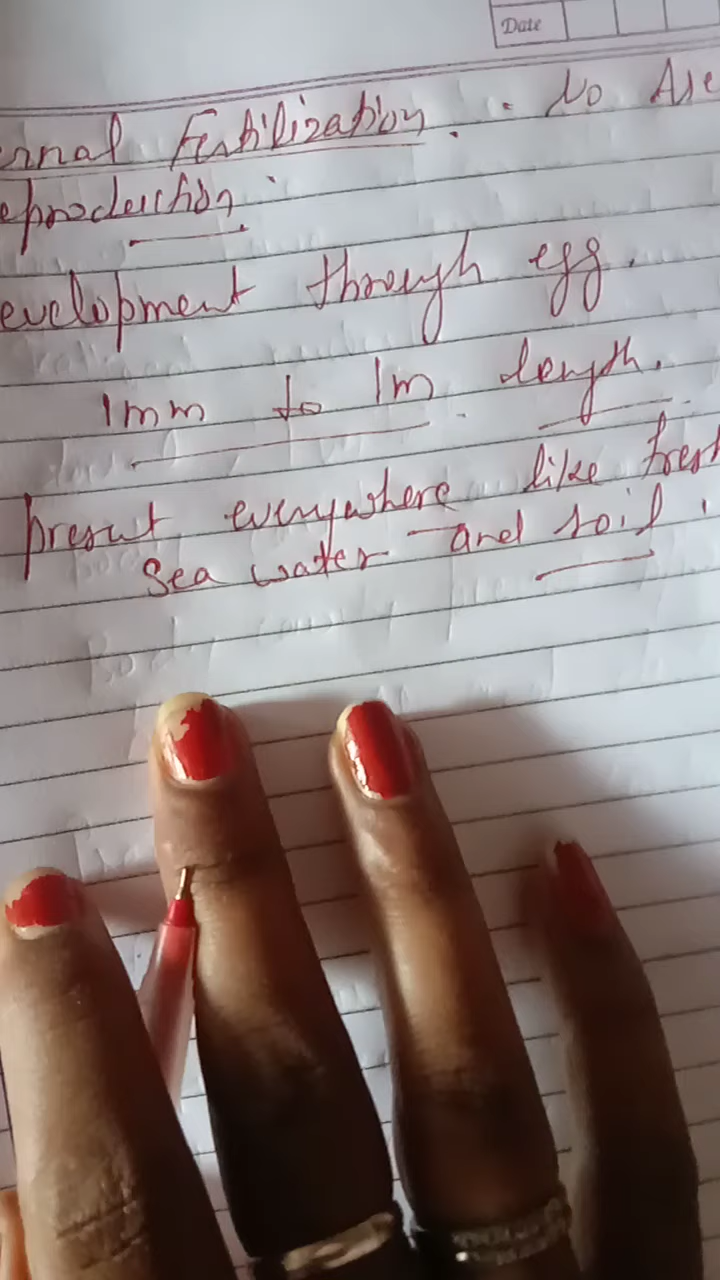 Date
ernal Fertilization. . No Ase
eproduction.
evelopment through egg.
1mm to 1m length.
present everywhere like fresh
Sea water and soil.